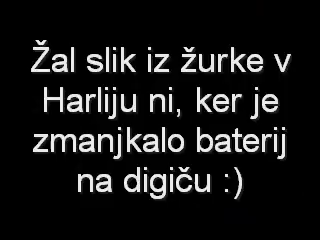 Žal slik iz žurke v
Harliju ni, ker je
zmanjkalo baterij
na digiču :)